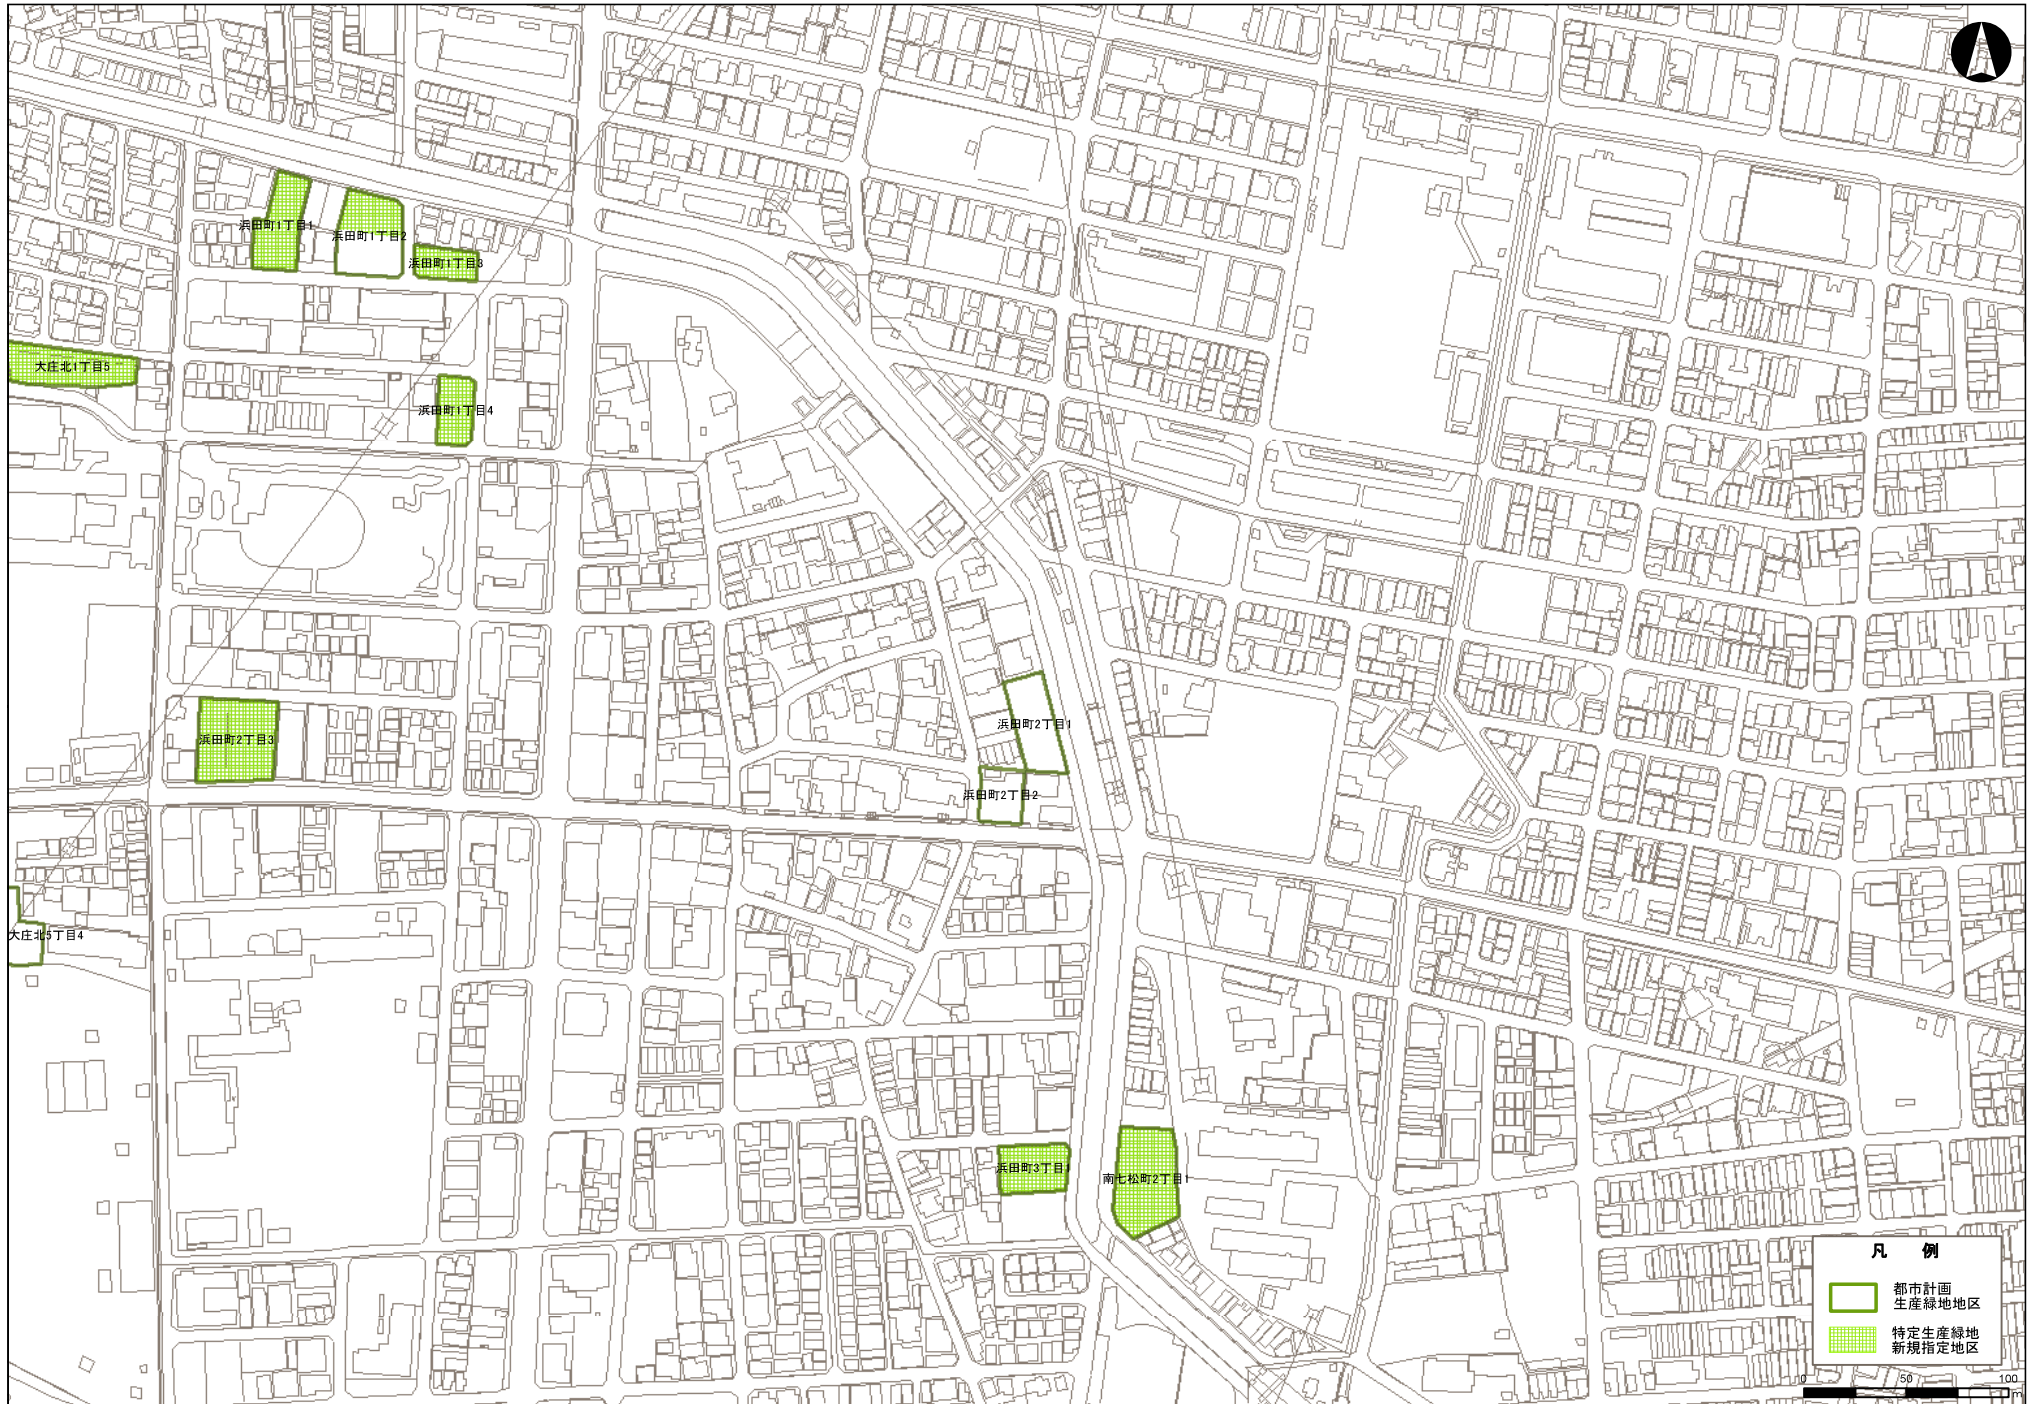 浜田町1丁目1
浜田町1丁目2
浜田町1丁目3
大庄北1丁目5
浜田町1丁目4
浜田町2丁目1
浜田町2丁目3
浜田町2丁目2
大庄北5丁目4
浜田町3丁目1
南七松町2丁目1
凡 例
都市計画
生産緑地地区
特定生産緑地
新規指定地区
0 50 100
m